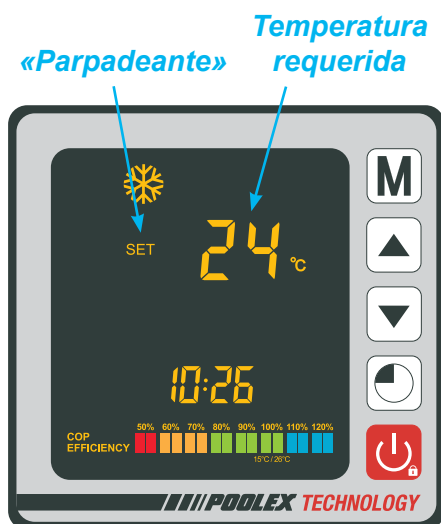 Temperatura
«Parpadeante» requerida
M
SET 24 °C
10:26
50% 60% 70% 80% 90% 100% 110% 120%
COP
EFFICIENCY
15°C / 26°C
POOLEX TECHNOLOGY